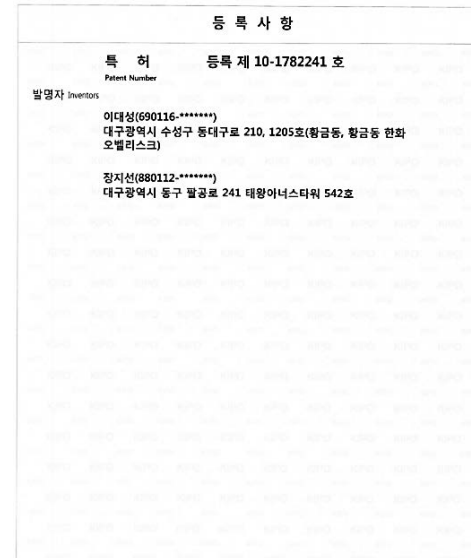 등 록 사 항
특 허 등록 제 10-1782241 호
Patent Number
발명자 Inventors
이대성(690116-*******)
대구광역시 수성구 동대구로 210, 1205호(황금동, 황금동 한화
오벨리스크)
장지선(880112-*******)
대구광역시 동구 팔공로 241 태왕아너스타워 542호